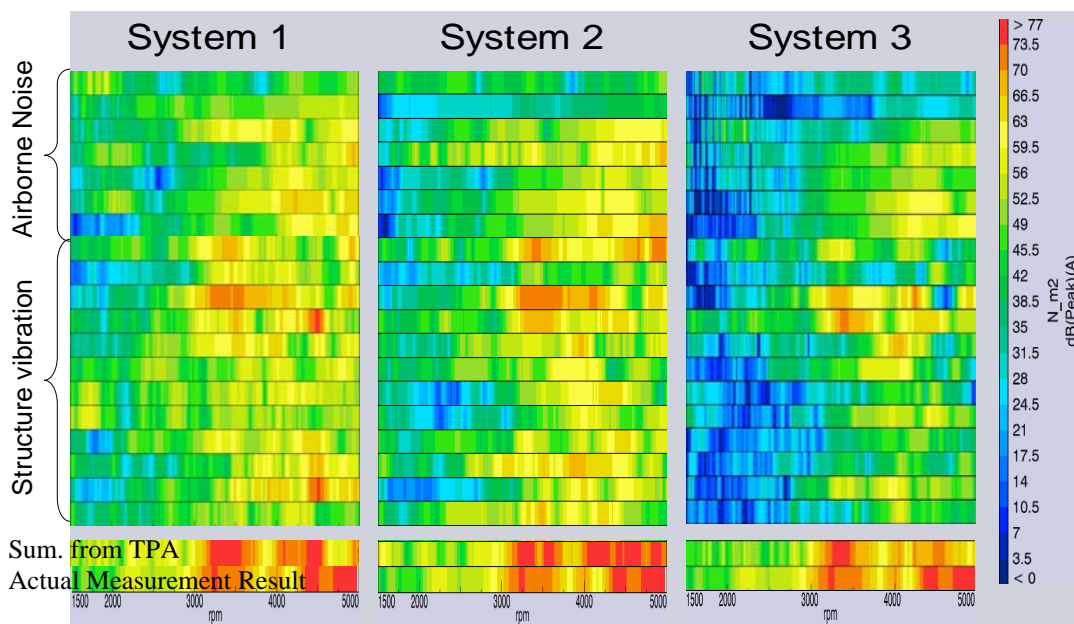 System 1
System 2
System 3
Airborne Noise
Structure vibration
> 77
73.5
70
66.5
63
59.5
56
52.5
49
45.5
42
38.5
35
31.5
28
24.5
21
17.5
14
10.5
7
3.5
< 0
N_m2
dB(Peak)(A)
Sum. from TPA
Actual Measurement Result
1500 2000 3000 4000 5000
rpm
1500 2000 3000 4000 5000
rpm
1500 2000 3000 4000 5000
rpm